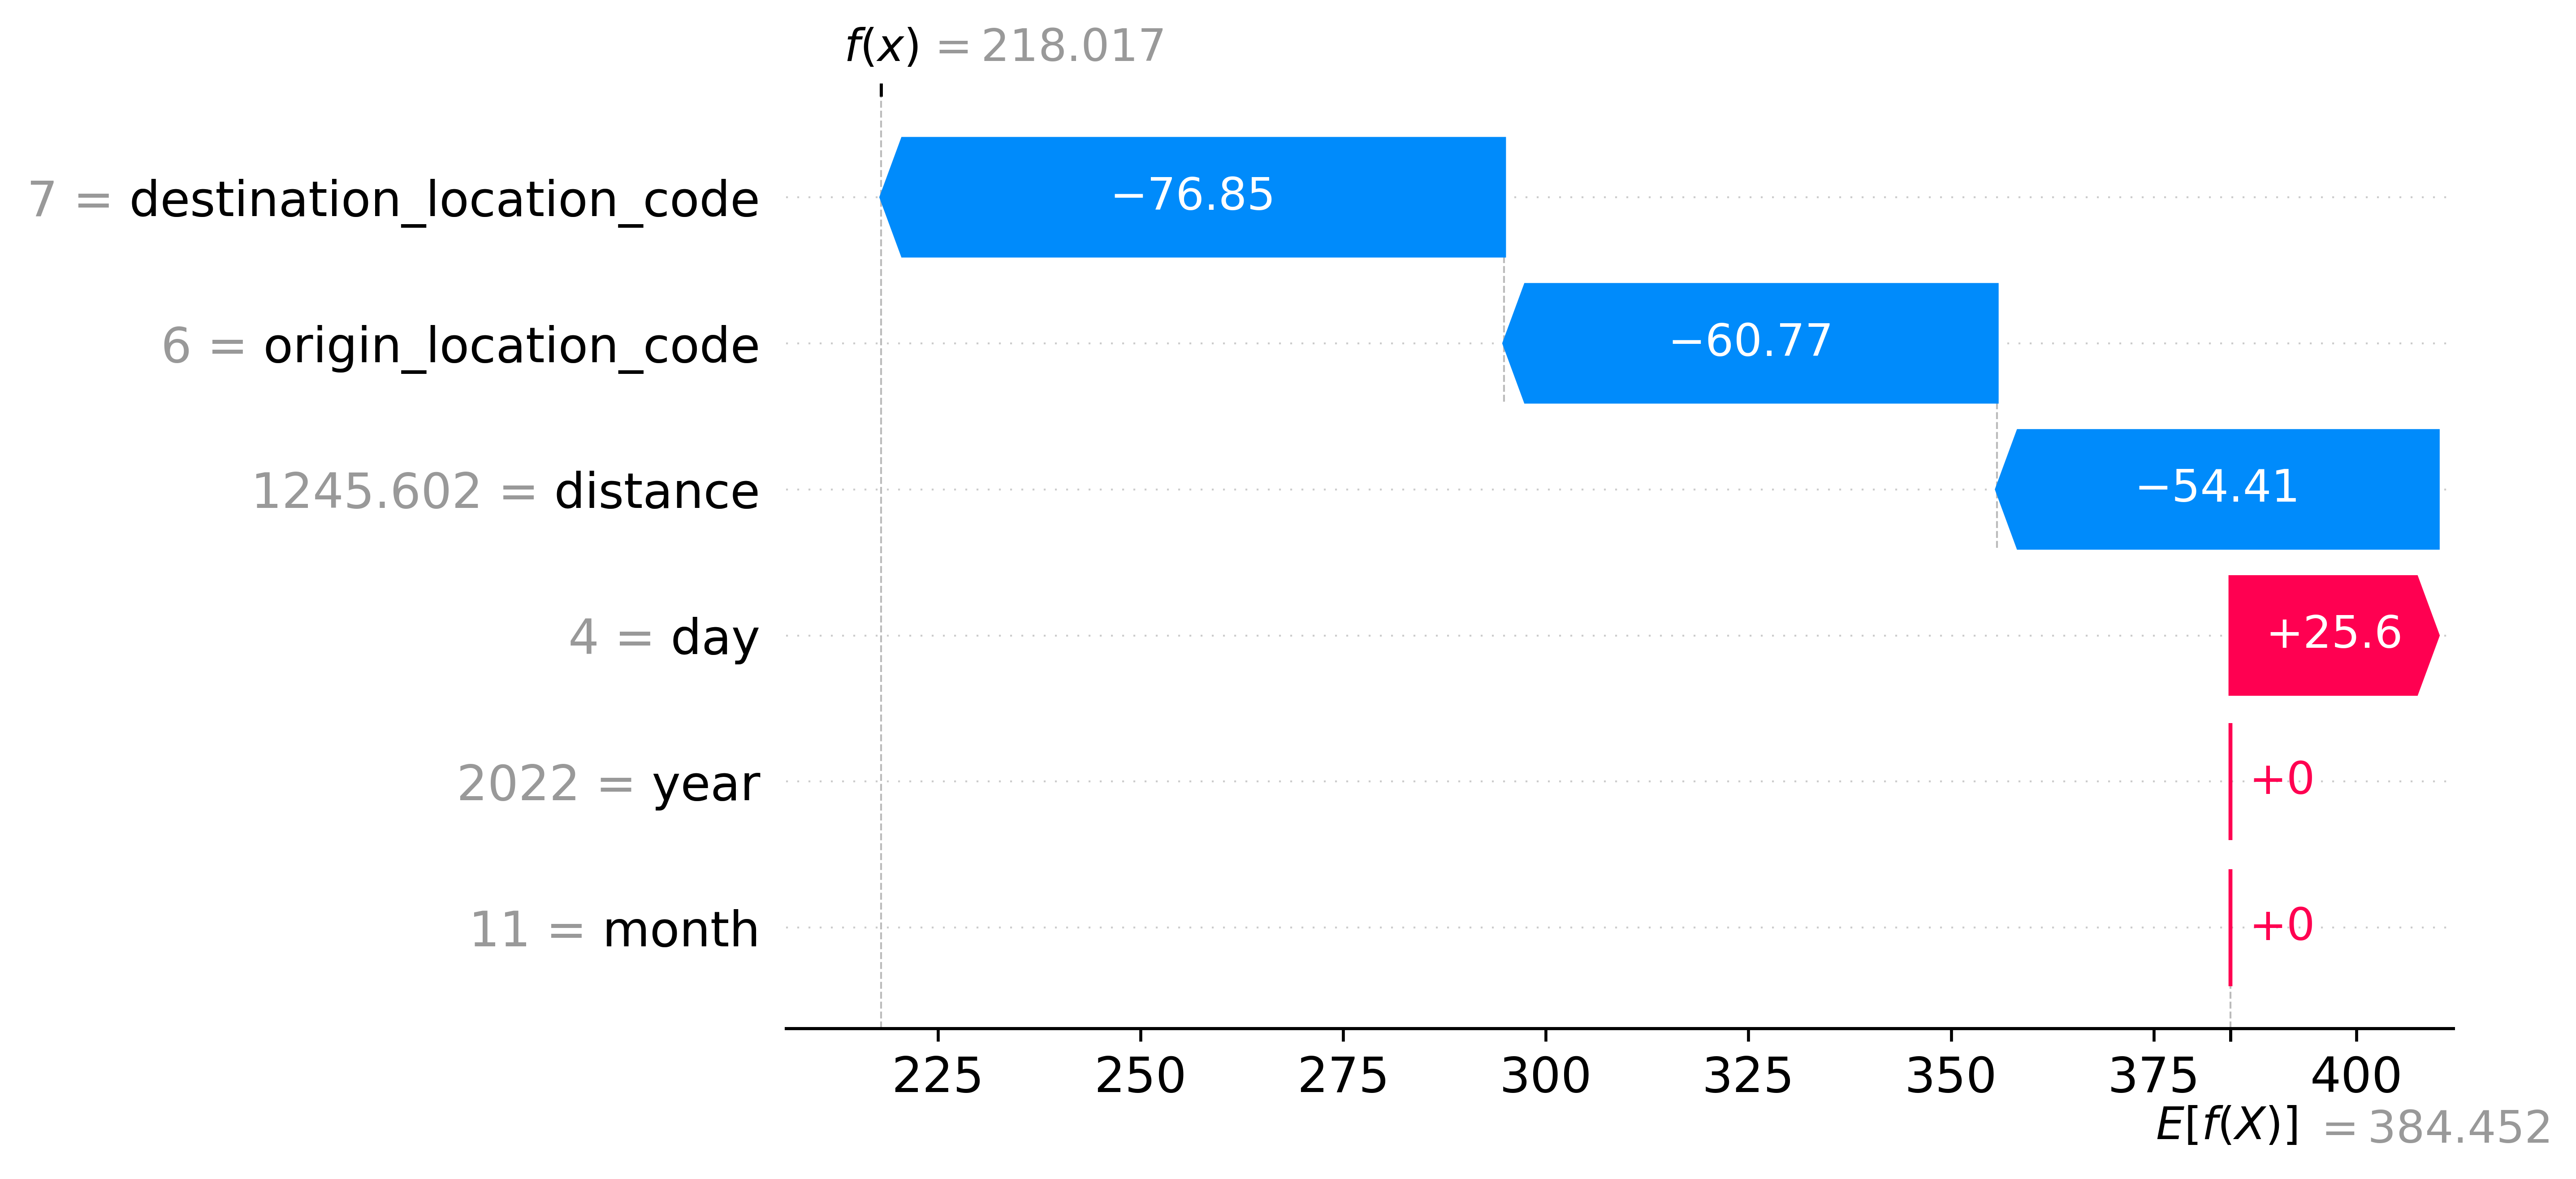 f(x) = 218.017
7 = destination_location_code
−76.85
6 = origin_location_code
−60.77
1245.602 = distance
−54.41
4 = day
+25.6
2022 = year
+0
11 = month
+0
225 250 275 300 325 350 375 400
E[f(X)] = 384.452